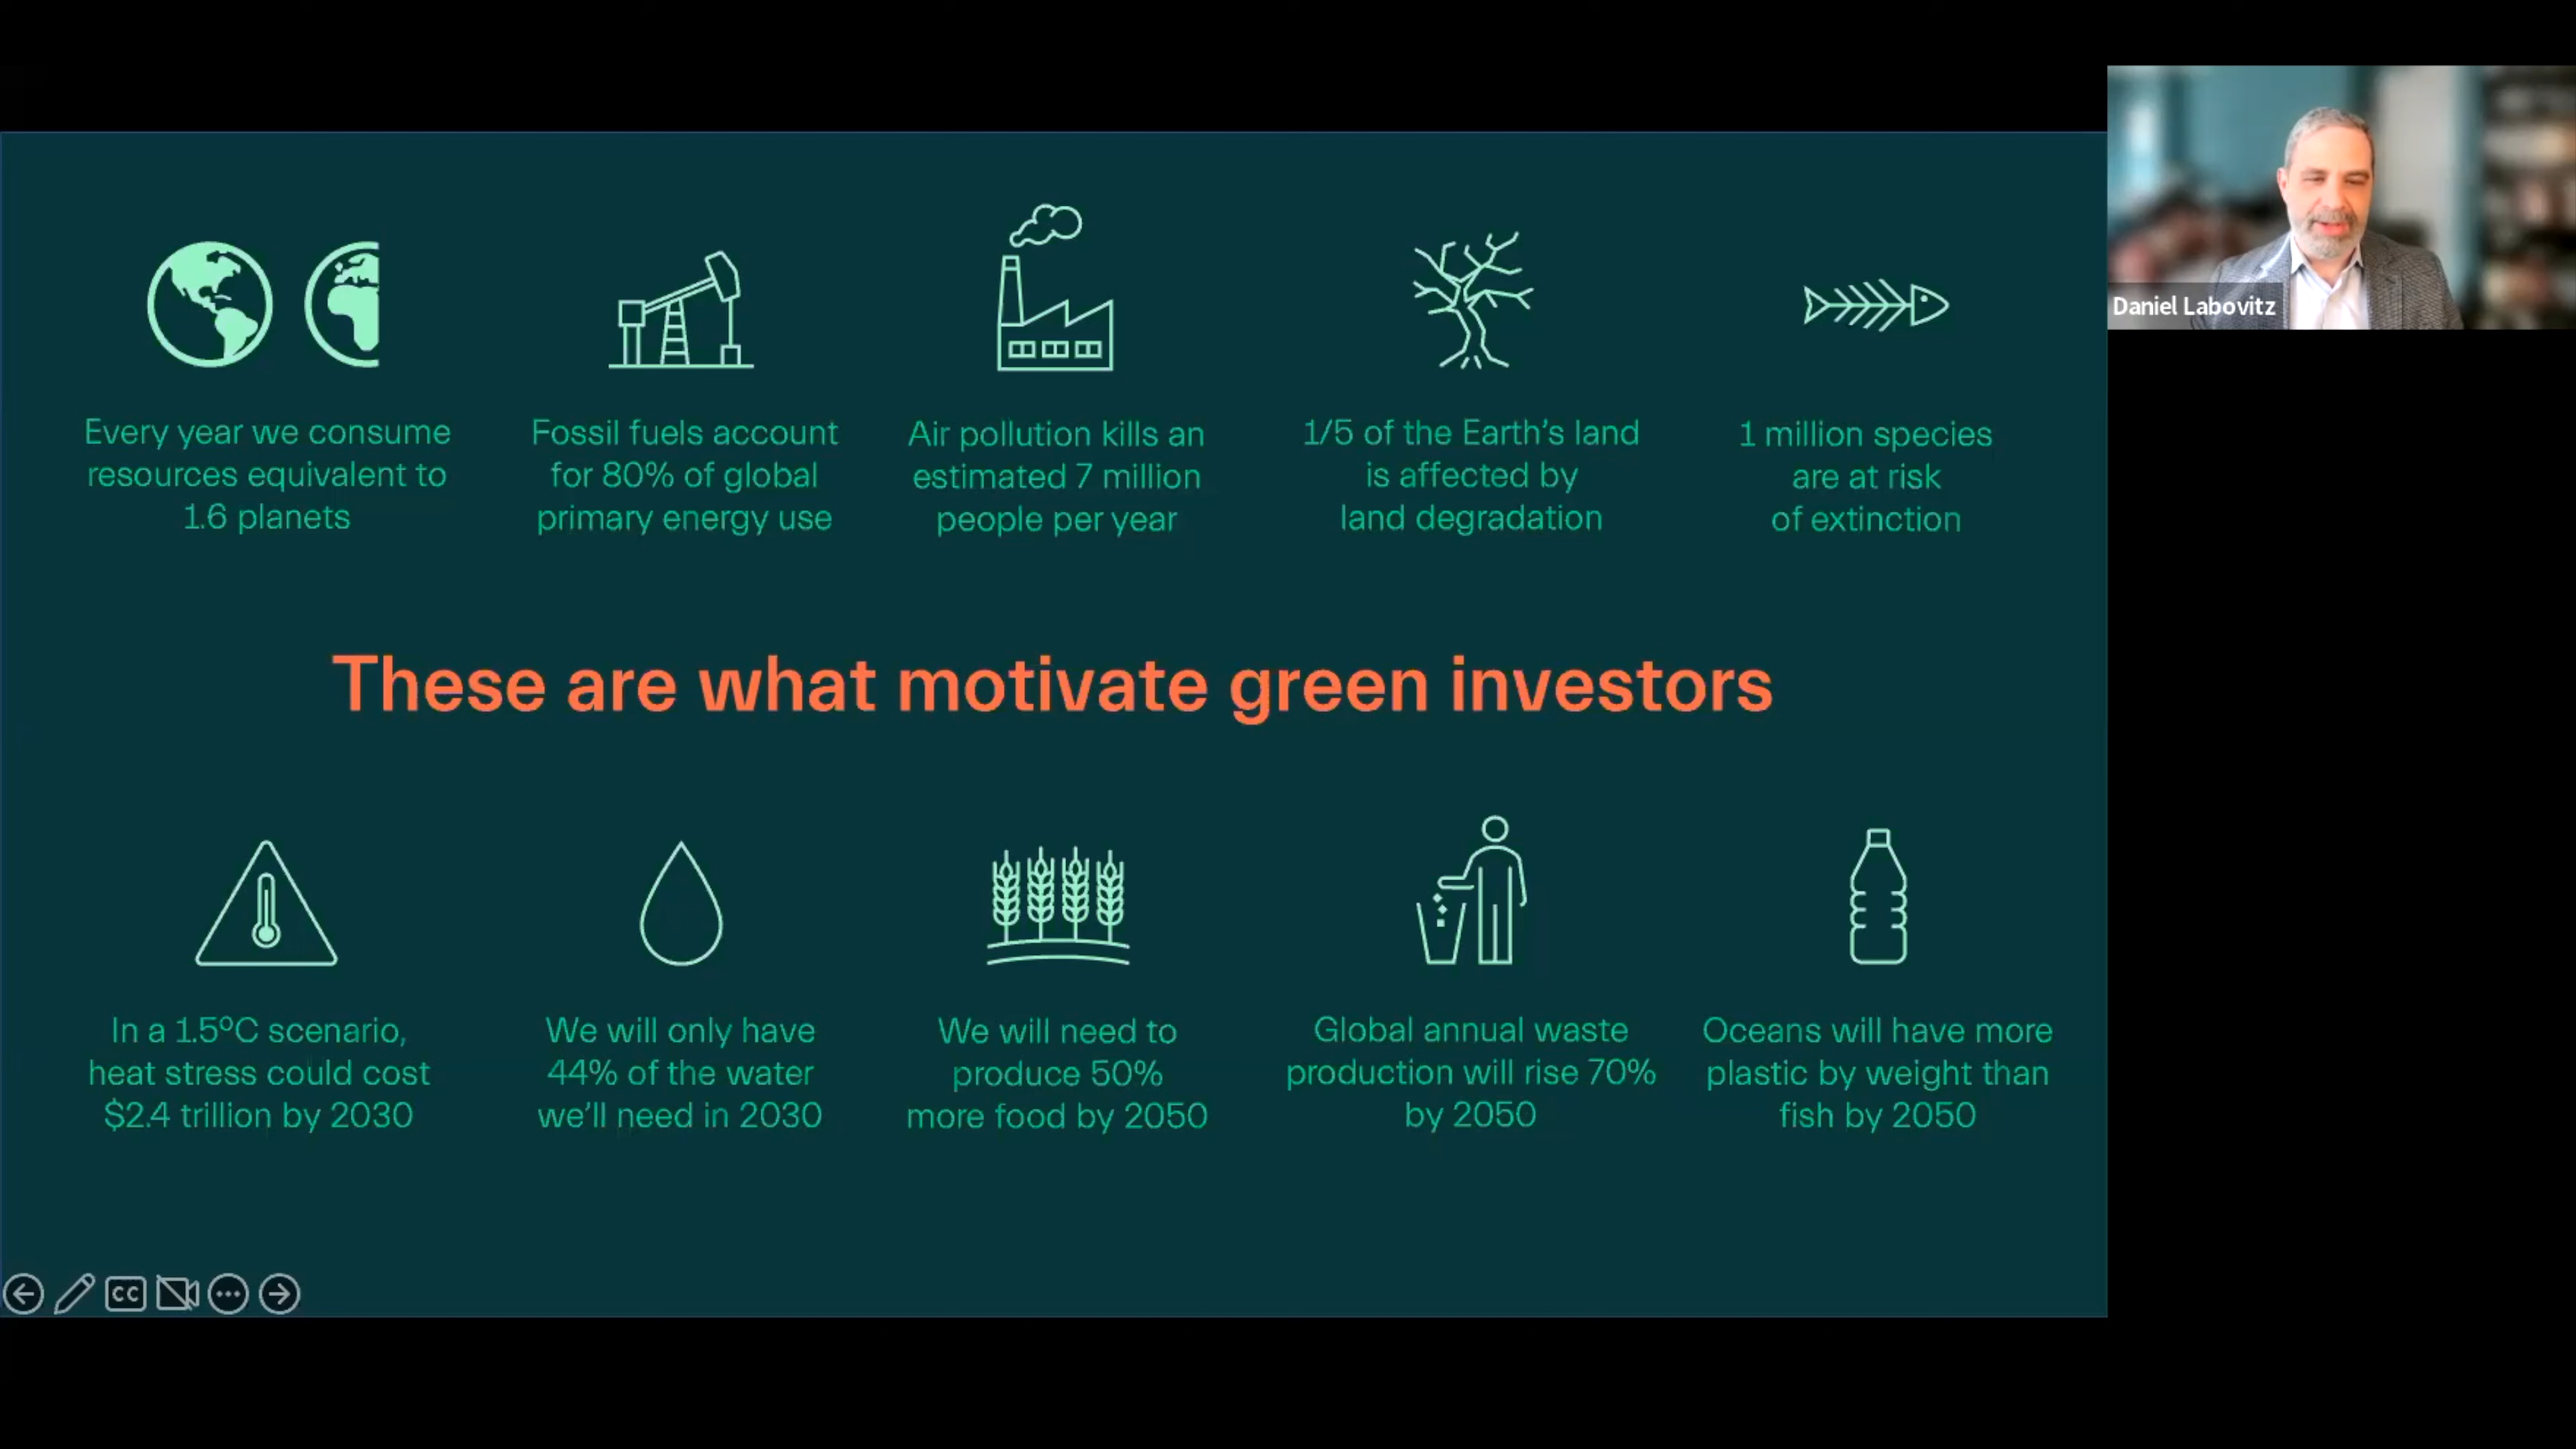 Every year we consume
resources equivalent to
1.6 planets
Fossil fuels account
for 80% of global
primary energy use
Air pollution kills an
estimated 7 million
people per year
1/5 of the Earth's land
is affected by
land degradation
1 million species
are at risk
of extinction
Daniel Labovitz
These are what motivate green investors
In a 1.5ºC scenario,
heat stress could cost
$2.4 trillion by 2030
We will only have
44% of the water
we'll need in 2030
We will need to
produce 50%
more food by 2050
Global annual waste
production will rise 70%
by 2050
Oceans will have more
plastic by weight than
fish by 2050
CC